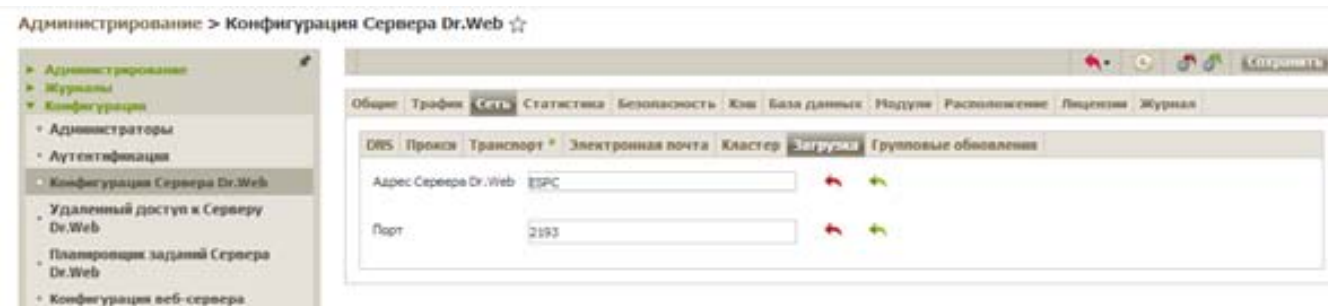 Администрирование > Конфигурация Сервера Dr.Web
Администрирование
Журналы
Конфигурация
Администраторы
Аутентификация
Конфигурация Сервера Dr.Web
Удаленный доступ к Серверу
Dr.Web
Планировщик заданий Сервера
Dr.Web
Конфигурация веб-сервера
Сохранить
Общие Трафик Сеть Статистика Безопасность Кэш База данных Модули Расположение Лицензии Журнал
DNS Прокси Транспорт * Электронная почта Кластер Загрузка Групповые обновления
Адрес Сервера Dr.Web ESPC
Порт 2193